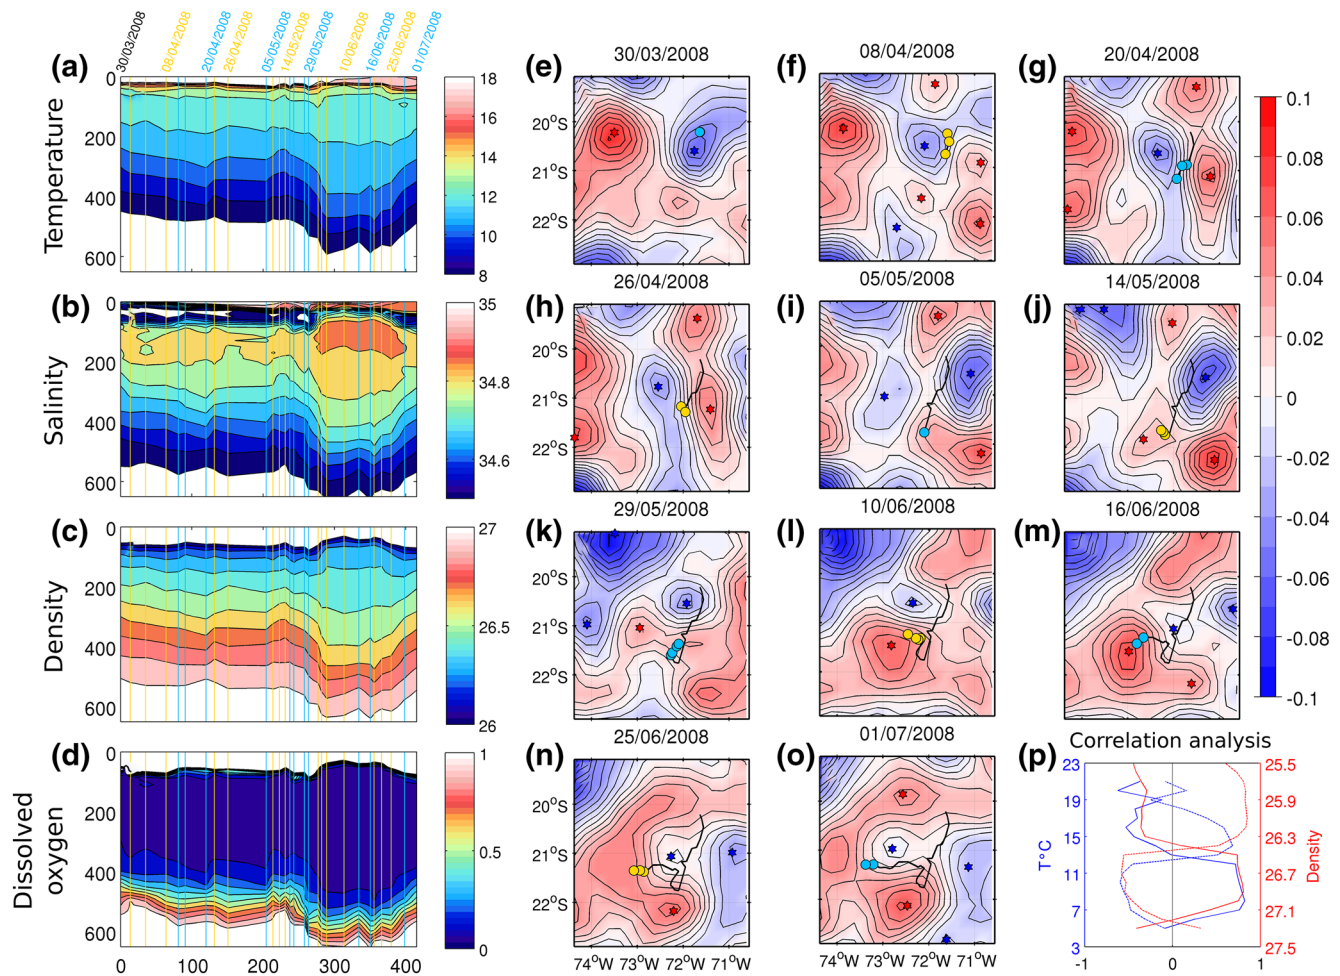 30/03/2008
08/04/2008
20/04/2008
26/04/2008
05/05/2008
14/05/2008
29/05/2008
10/06/2008
16/06/2008
25/06/2008
01/07/2008
(a)
Temperature
0
200
400
600
18
16
14
12
10
8
(b)
Salinity
0
200
400
600
35
34.8
34.6
(c)
Density
0
200
400
600
27
26.5
26
(d)
Dissolved
oxygen
0
200
400
600
0
100
200
300
400
1
0.5
0
(e)
30/03/2008
20°S
21°S
22°S
(f)
08/04/2008
(g)
20/04/2008
(h)
26/04/2008
20°S
21°S
22°S
(i)
05/05/2008
(j)
14/05/2008
(k)
29/05/2008
20°S
21°S
22°S
(l)
10/06/2008
(m)
16/06/2008
(n)
25/06/2008
20°S
21°S
22°S
74°W
73°W
72°W
71°W
(o)
01/07/2008
74°W
73°W
72°W
71°W
0.1
0.08
0.06
0.04
0.02
0
-0.02
-0.04
-0.06
-0.08
-0.1
(p)
Correlation analysis
T°C
23
19
15
11
7
3
-1
0
1
25.5
25.9
26.3
26.7
27.1
27.5
Density